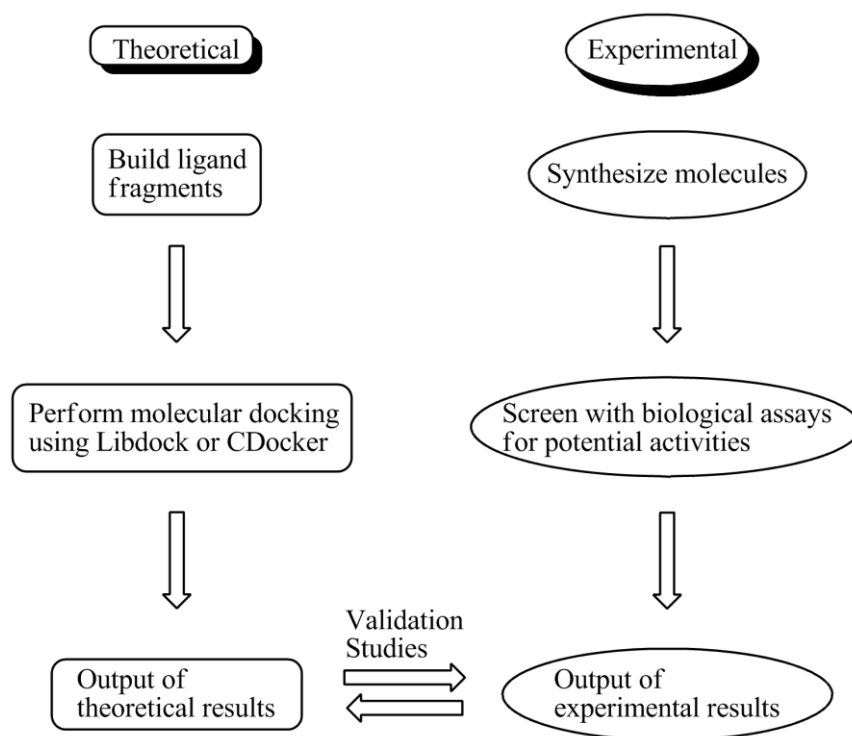 Theoretical
Experimental
Build ligand
fragments
Synthesize molecules
Perform molecular docking
using Libdock or CDocker
Screen with biological assays
for potential activities
Validation
Studies
Output of
theoretical results
Output of
experimental results